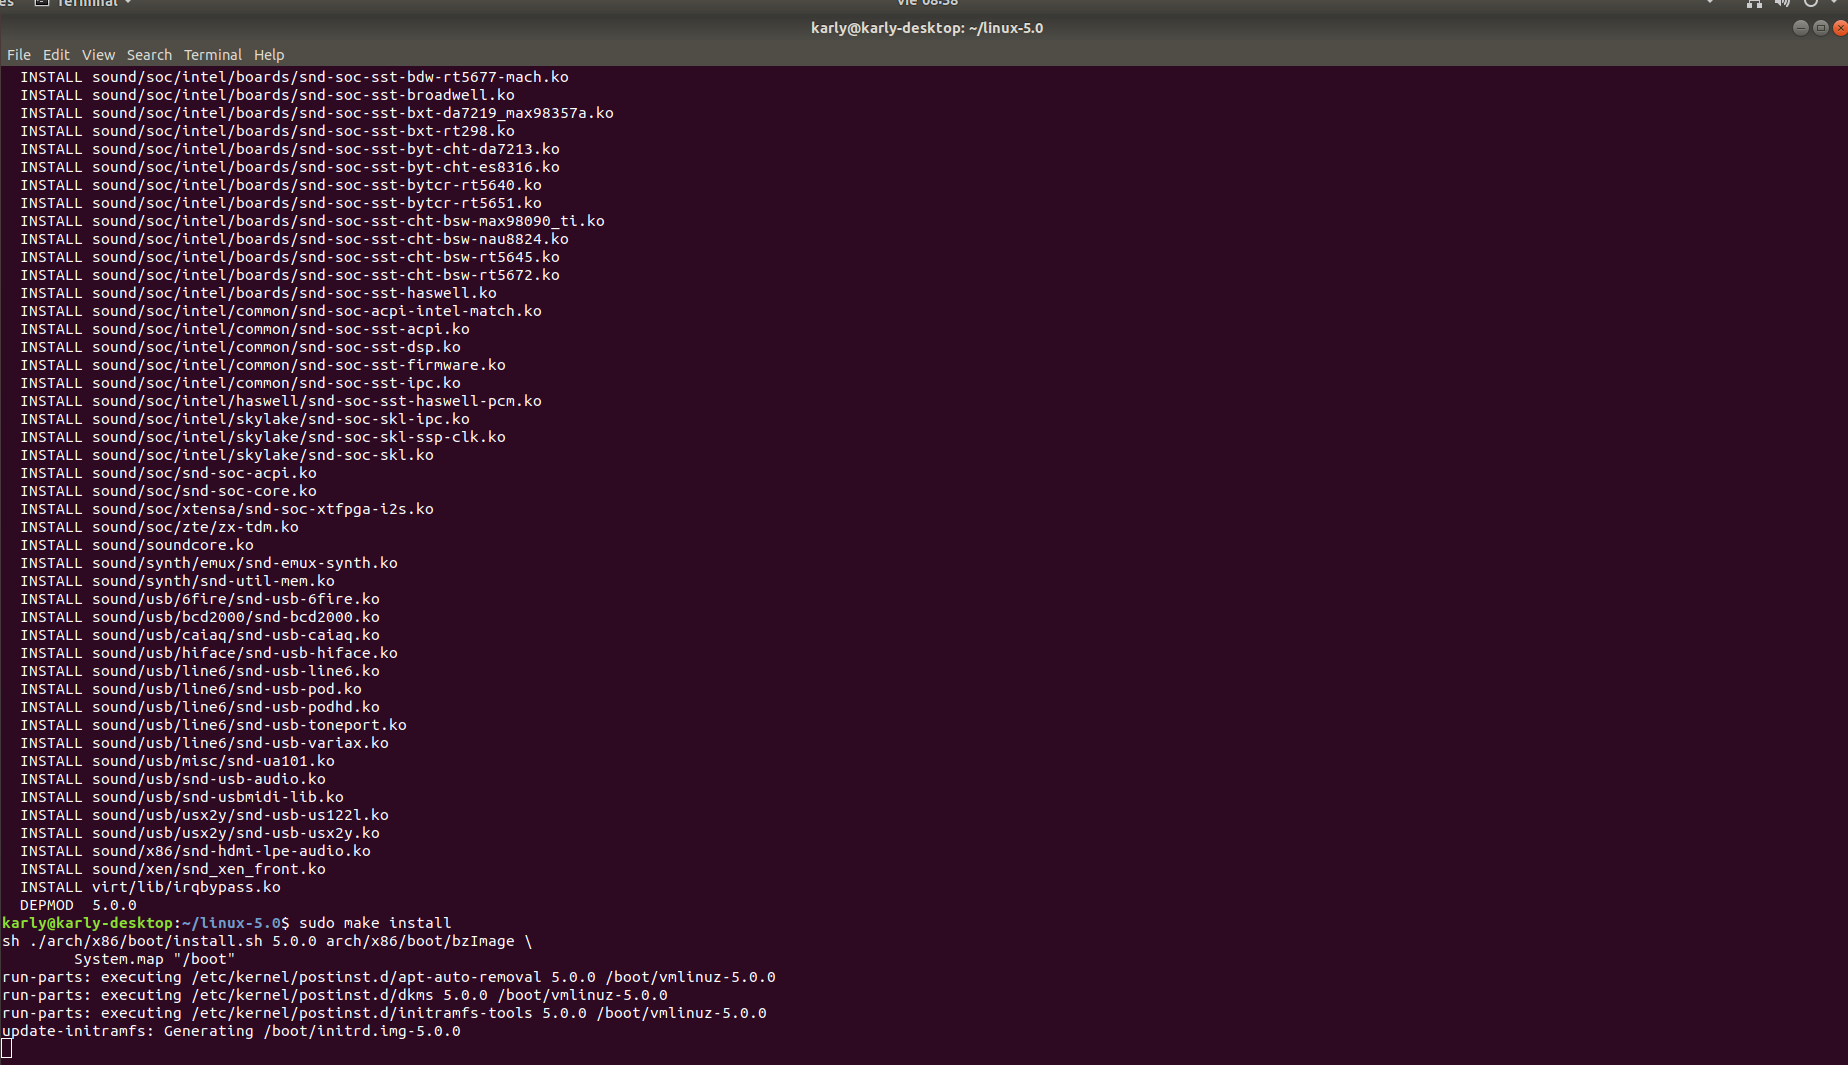 es Terminal vie 08:38
karly@karly-desktop: ~/linux-5.0
File Edit View Search Terminal Help
INSTALL sound/soc/intel/boards/snd-soc-sst-bdw-rt5677-mach.ko
INSTALL sound/soc/intel/boards/snd-soc-sst-broadwell.ko
INSTALL sound/soc/intel/boards/snd-soc-sst-bxt-da7219_max98357a.ko
INSTALL sound/soc/intel/boards/snd-soc-sst-bxt-rt298.ko
INSTALL sound/soc/intel/boards/snd-soc-sst-byt-cht-da7213.ko
INSTALL sound/soc/intel/boards/snd-soc-sst-byt-cht-es8316.ko
INSTALL sound/soc/intel/boards/snd-soc-sst-bytcr-rt5640.ko
INSTALL sound/soc/intel/boards/snd-soc-sst-bytcr-rt5651.ko
INSTALL sound/soc/intel/boards/snd-soc-sst-cht-bsw-max98090_ti.ko
INSTALL sound/soc/intel/boards/snd-soc-sst-cht-bsw-nau8824.ko
INSTALL sound/soc/intel/boards/snd-soc-sst-cht-bsw-rt5645.ko
INSTALL sound/soc/intel/boards/snd-soc-sst-cht-bsw-rt5672.ko
INSTALL sound/soc/intel/boards/snd-soc-sst-haswell.ko
INSTALL sound/soc/intel/common/snd-soc-acpi-intel-match.ko
INSTALL sound/soc/intel/common/snd-soc-sst-acpi.ko
INSTALL sound/soc/intel/common/snd-soc-sst-dsp.ko
INSTALL sound/soc/intel/common/snd-soc-sst-firmware.ko
INSTALL sound/soc/intel/common/snd-soc-sst-ipc.ko
INSTALL sound/soc/intel/haswell/snd-soc-sst-haswell-pcm.ko
INSTALL sound/soc/intel/skylake/snd-soc-skl-ipc.ko
INSTALL sound/soc/intel/skylake/snd-soc-skl-ssp-clk.ko
INSTALL sound/soc/intel/skylake/snd-soc-skl.ko
INSTALL sound/soc/snd-soc-acpi.ko
INSTALL sound/soc/snd-soc-core.ko
INSTALL sound/soc/xtensa/snd-soc-xtfpga-i2s.ko
INSTALL sound/soc/zte/zx-tdm.ko
INSTALL sound/soundcore.ko
INSTALL sound/synth/emux/snd-emux-synth.ko
INSTALL sound/synth/snd-util-mem.ko
INSTALL sound/usb/6fire/snd-usb-6fire.ko
INSTALL sound/usb/bcd2000/snd-bcd2000.ko
INSTALL sound/usb/caiaq/snd-usb-caiaq.ko
INSTALL sound/usb/hiface/snd-usb-hiface.ko
INSTALL sound/usb/line6/snd-usb-line6.ko
INSTALL sound/usb/line6/snd-usb-pod.ko
INSTALL sound/usb/line6/snd-usb-podhd.ko
INSTALL sound/usb/line6/snd-usb-toneport.ko
INSTALL sound/usb/line6/snd-usb-variax.ko
INSTALL sound/usb/misc/snd-ua101.ko
INSTALL sound/usb/snd-usb-audio.ko
INSTALL sound/usb/snd-usbmidi-lib.ko
INSTALL sound/usb/usx2y/snd-usb-us122l.ko
INSTALL sound/usb/usx2y/snd-usb-usx2y.ko
INSTALL sound/x86/snd-hdmi-lpe-audio.ko
INSTALL sound/xen/snd_xen_front.ko
INSTALL virt/lib/irqbypass.ko
DEPMOD 5.0.0
karly@karly-desktop:~/linux-5.0$ sudo make install
sh ./arch/x86/boot/install.sh 5.0.0 arch/x86/boot/bzImage \
System.map "/boot"
run-parts: executing /etc/kernel/postinst.d/apt-auto-removal 5.0.0 /boot/vmlinuz-5.0.0
run-parts: executing /etc/kernel/postinst.d/dkms 5.0.0 /boot/vmlinuz-5.0.0
run-parts: executing /etc/kernel/postinst.d/initramfs-tools 5.0.0 /boot/vmlinuz-5.0.0
update-initramfs: Generating /boot/initrd.img-5.0.0